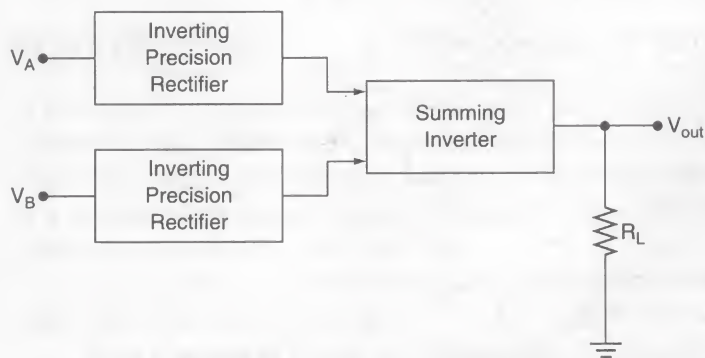 Inverting
Precision
Rectifier
V_A
Summing
Inverter
V_out
Inverting
Precision
Rectifier
V_B
R_L